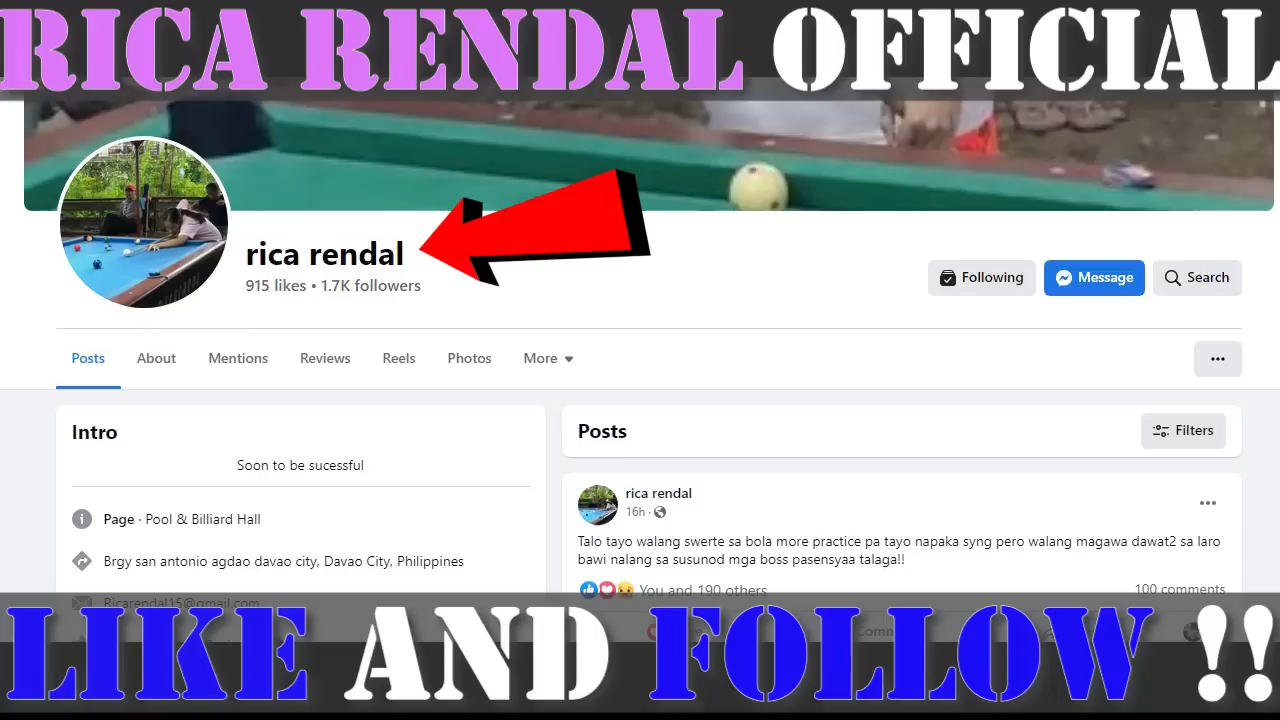 RICA RENDAL OFFICIAL
rica rendal
915 likes • 1.7K followers
Following
Message
Search
Posts
About
Mentions
Reviews
Reels
Photos
More
Intro
Soon to be sucessful
Page · Pool & Billiard Hall
Brgy san antonio agdao davao city, Davao City, Philippines
Ricarendal15@gmail.com
Posts
Filters
rica rendal
16h ·
Talo tayo walang swerte sa bola more practice pa tayo napaka syng pero walang magawa dawat2 sa laro
bawi nalang sa susunod mga boss pasensyaa talaga!!
You and 190 others
100 comments
LIKE AND FOLLOW !!